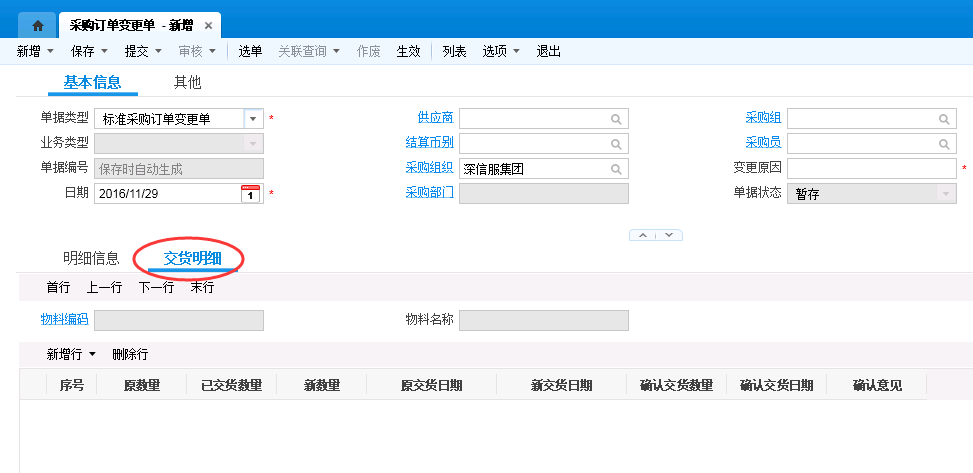 采购订单变更单 - 新增 ×
新增 保存 提交 审核 选单 关联查询 作废 生效 列表 选项 退出
基本信息 其他
单据类型 标准采购订单变更单 * 供应商 采购组
业务类型 结算币别 采购员
单据编号 保存时自动生成 采购组织 深信服集团 变更原因 *
日期 2016/11/29 1 * 采购部门 单据状态 暂存
明细信息 交货明细
首行 上一行 下一行 末行
物料编码 物料名称
新增行 删除行
序号 原数量 已交货数量 新数量 原交货日期 新交货日期 确认交货数量 确认交货日期 确认意见